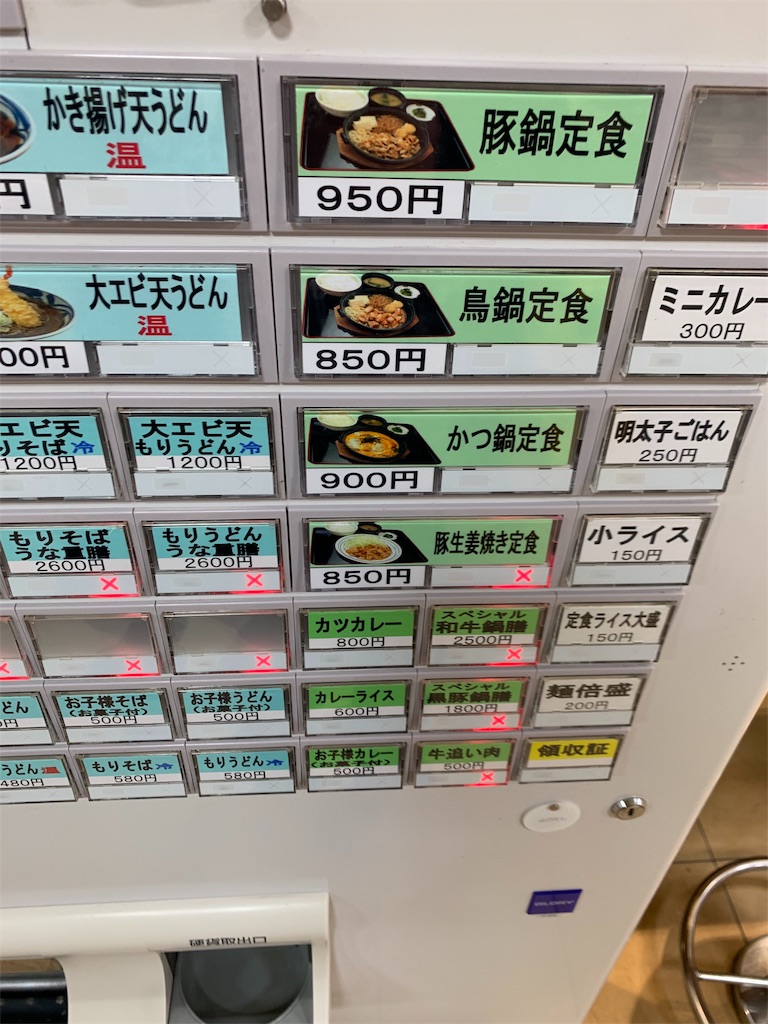 かき揚げ天うどん
温
円
豚鍋定食
950円
大エビ天うどん
温
00円
鳥鍋定食
850円
ミニカレー
300円
エビ天
りそば冷
1200円
大エビ天
もりうどん冷
1200円
かつ鍋定食
900円
明太子ごはん
250円
もりそば
うな重膳
2600円
もりうどん
うな重膳
2600円
豚生姜焼き定食
850円
小ライス
150円
カツカレー
800円
スペシャル
和牛鍋膳
2500円
定食ライス大盛
150円
どん
円
お子様そば
(お菓子付)
500円
お子様うどん
(お菓子付)
500円
カレーライス
600円
スペシャル
黒豚鍋膳
1800円
麺倍盛
200円
うどん温
480円
もりそば冷
580円
もりうどん冷
580円
お子様カレー
(お菓子付)
500円
牛追い肉
500円
領収証
GLORY
硬貨取出口